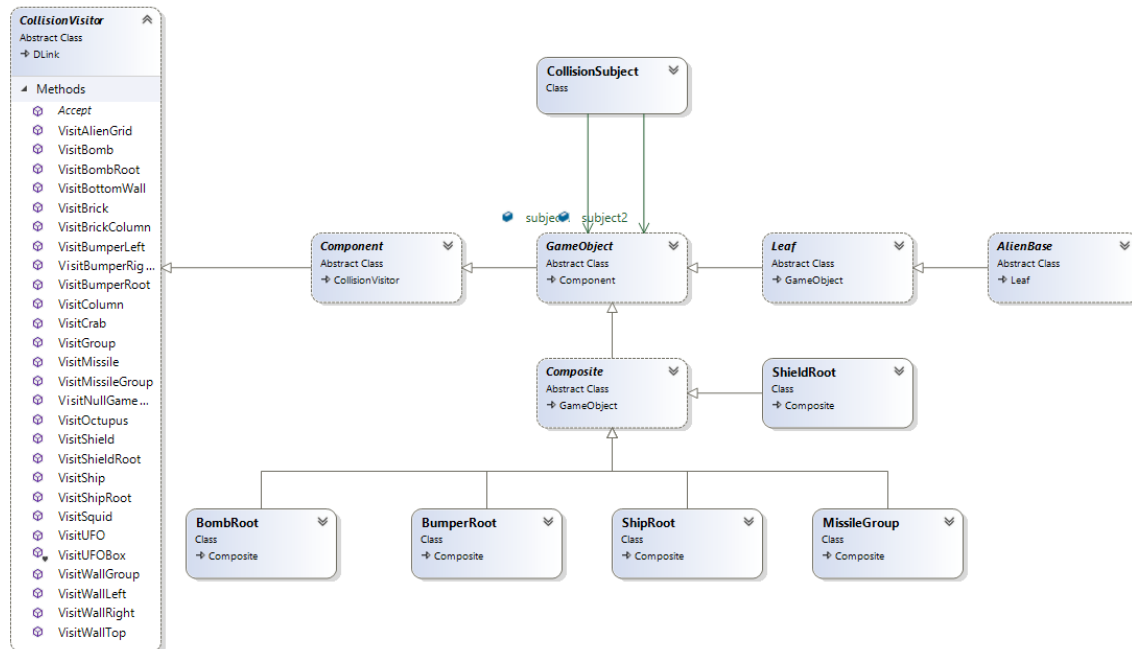 CollisionVisitor
Abstract Class
DLink
Methods
Accept
VisitAlienGrid
VisitBomb
VisitBombRoot
VisitBottomWall
VisitBrick
VisitBrickColumn
VisitBumperLeft
VisitBumperRig...
VisitBumperRoot
VisitColumn
VisitCrab
VisitGroup
VisitMissile
VisitMissileGroup
VisitNullGame...
VisitOctupus
VisitShield
VisitShieldRoot
VisitShip
VisitShipRoot
VisitSquid
VisitUFO
VisitUFOBox
VisitWallGroup
VisitWallLeft
VisitWallRight
VisitWallTop
CollisionSubject
Class
subject2
Component
Abstract Class
CollisionVisitor
GameObject
Abstract Class
Component
Leaf
Abstract Class
GameObject
AlienBase
Abstract Class
Leaf
Composite
Abstract Class
GameObject
ShieldRoot
Class
Composite
BombRoot
Class
Composite
BumperRoot
Class
Composite
ShipRoot
Class
Composite
MissileGroup
Class
Composite